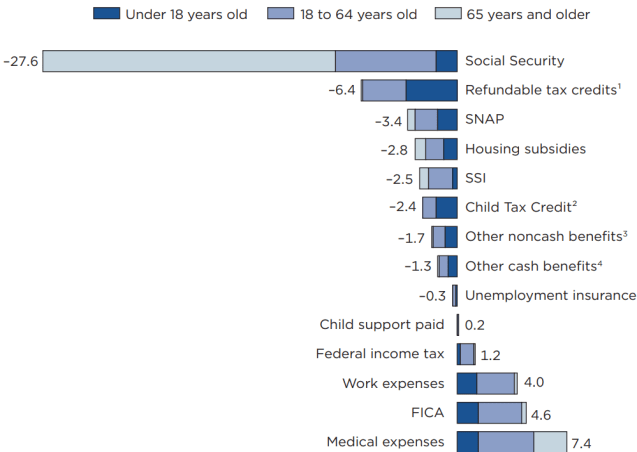 Under 18 years old 18 to 64 years old 65 years and older
–27.6 Social Security
–6.4 Refundable tax credits¹
–3.4 SNAP
–2.8 Housing subsidies
–2.5 SSI
–2.4 Child Tax Credit²
–1.7 Other noncash benefits³
–1.3 Other cash benefits⁴
–0.3 Unemployment insurance
Child support paid 0.2
Federal income tax 1.2
Work expenses 4.0
FICA 4.6
Medical expenses 7.4